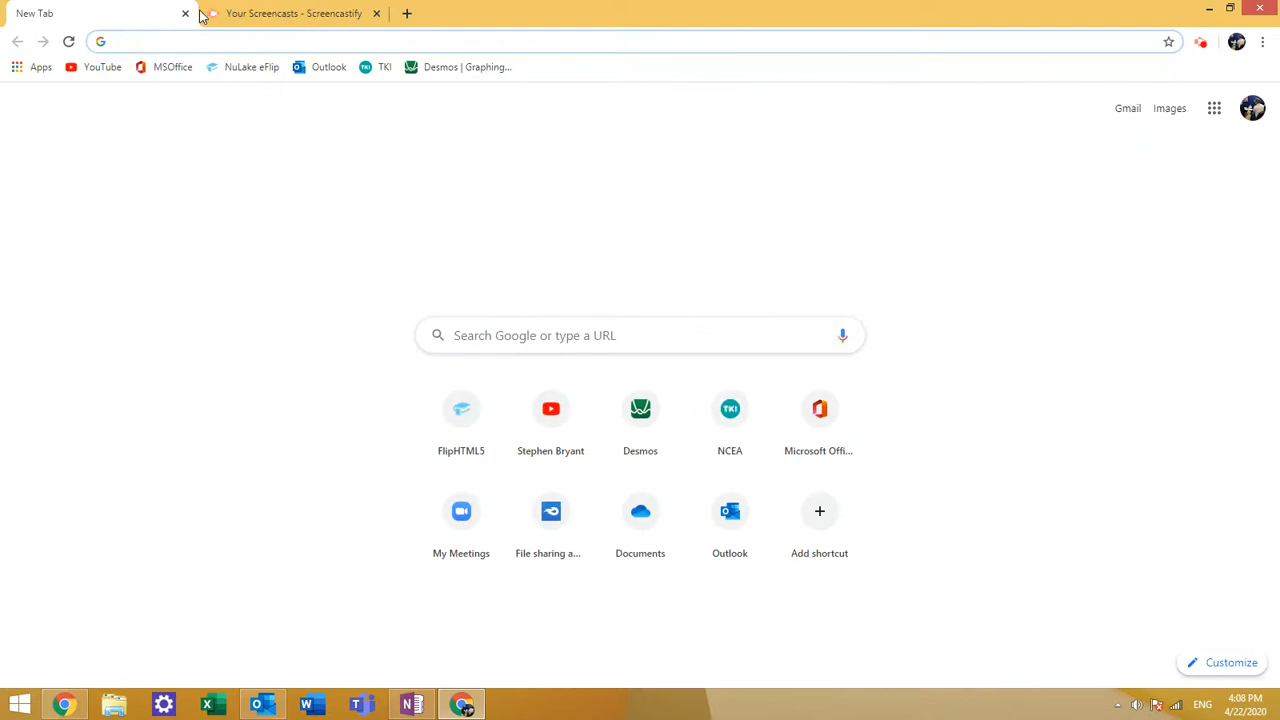 New Tab
Your Screencasts - Screencastify
Apps
YouTube
MSOffice
NuLake eFlip
Outlook
TKI
Desmos | Graphing...
Gmail
Images
Search Google or type a URL
TKI
FlipHTML5
Stephen Bryant
Desmos
NCEA
Microsoft Offi...
My Meetings
File sharing a...
Documents
Outlook
Add shortcut
Customize
ENG
4:08 PM
4/22/2020